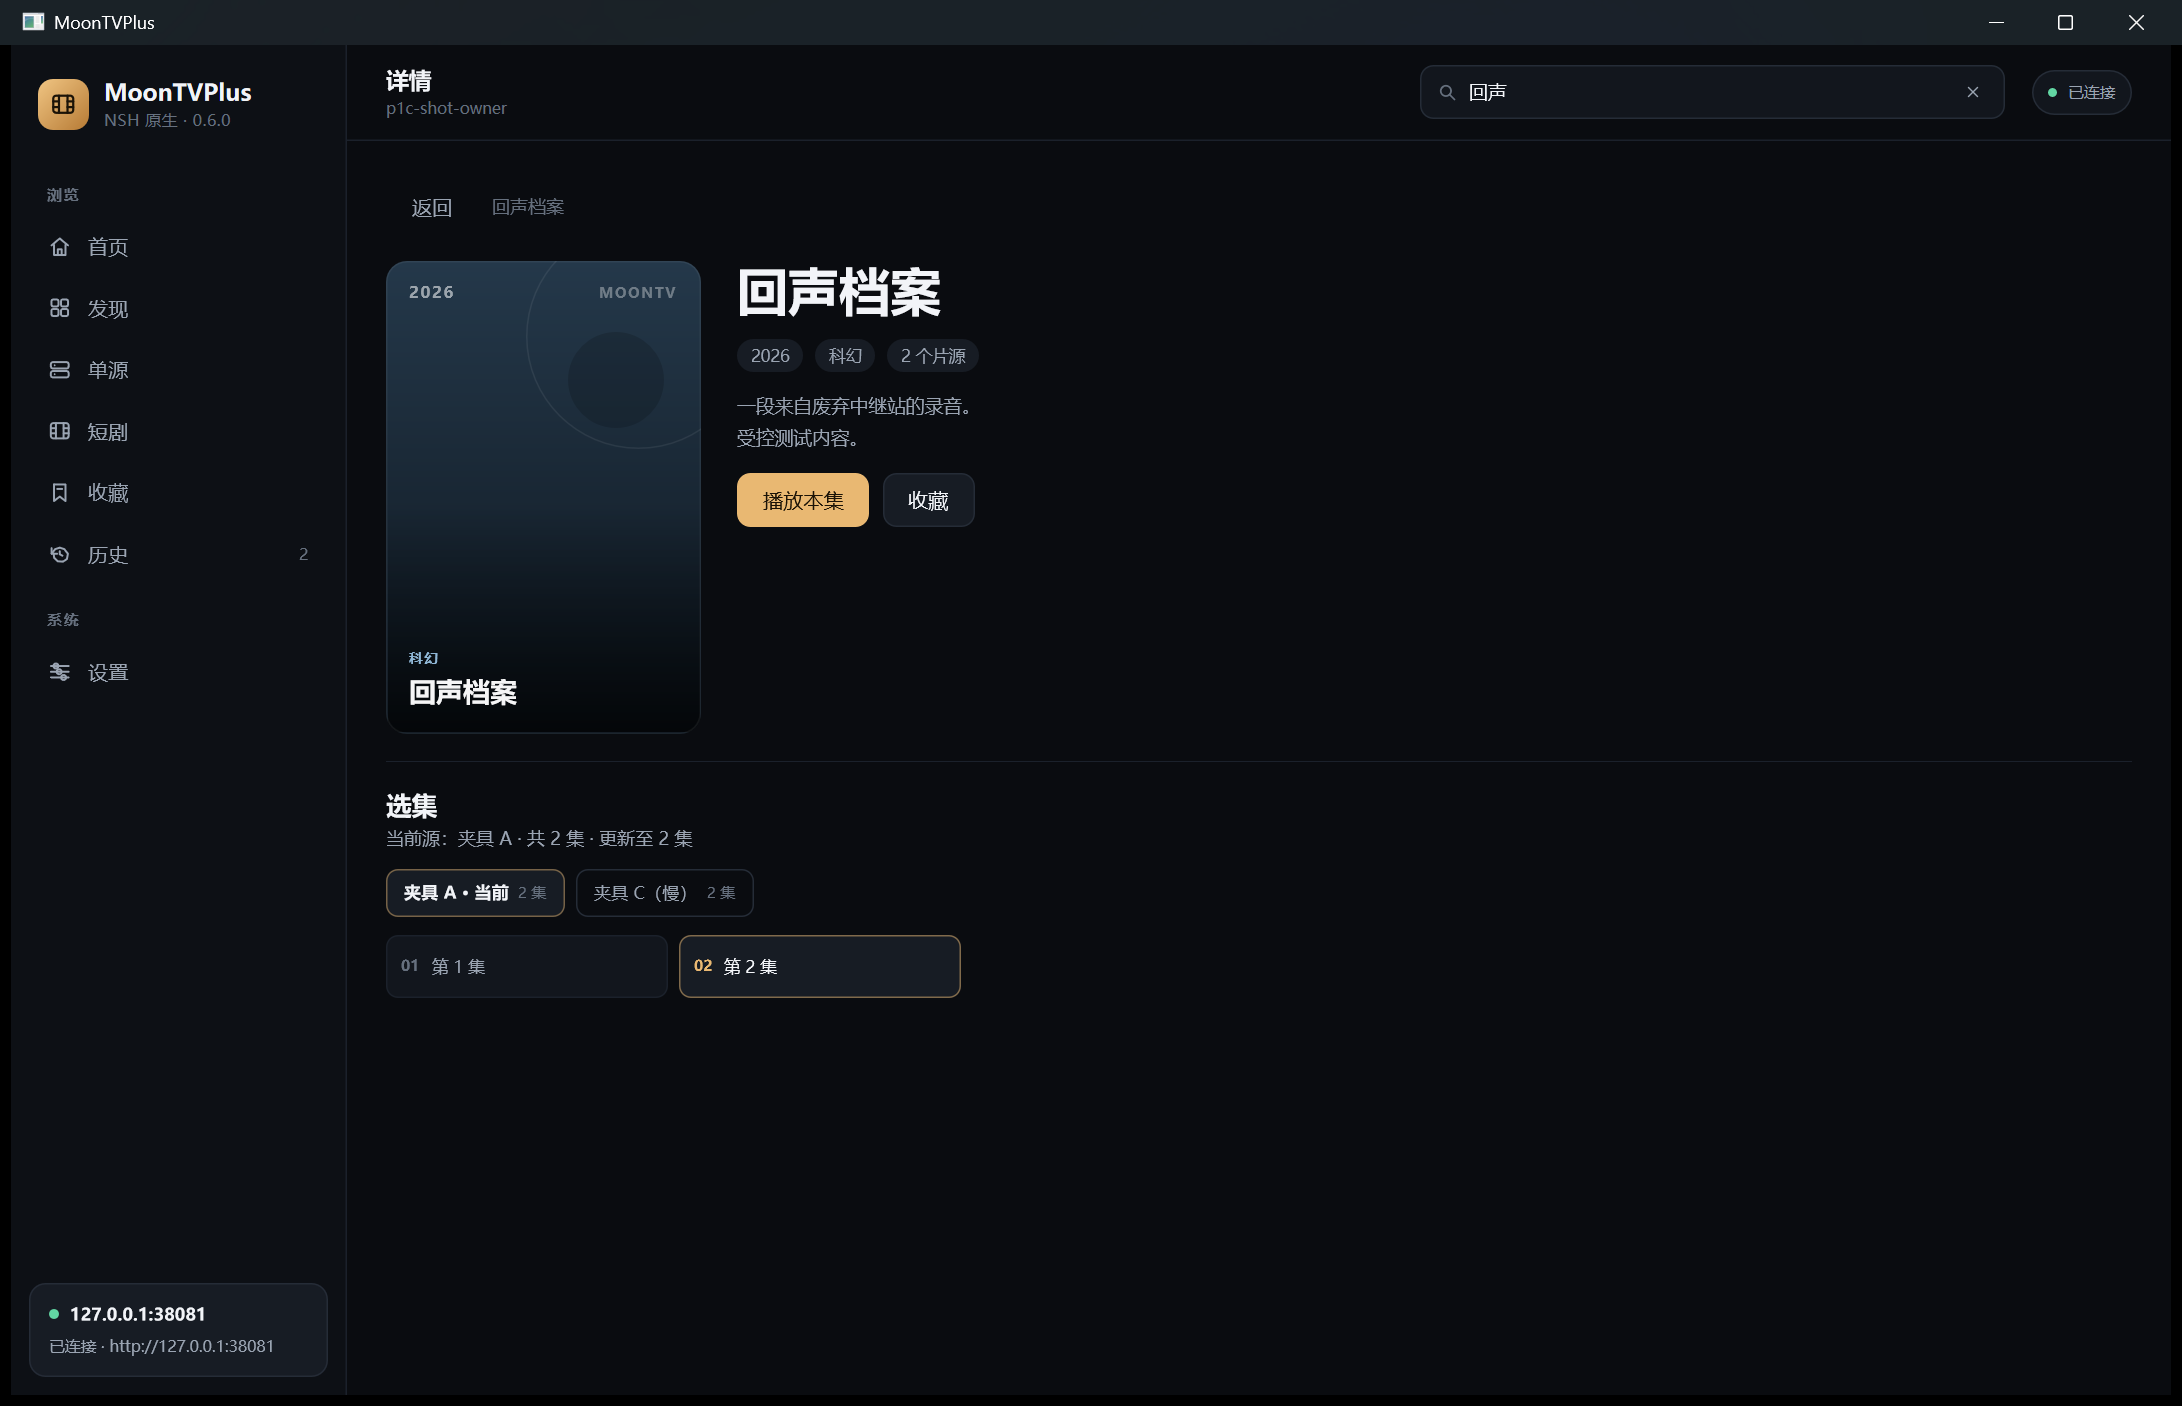 MoonTVPlus
MoonTVPlus
NSH 原生 · 0.6.0
浏览
首页
发现
单源
短剧
收藏
历史 2
系统
设置
127.0.0.1:38081
已连接 · http://127.0.0.1:38081
详情
p1c-shot-owner
回声
已连接
返回 回声档案
2026 MOONTV
科幻
回声档案
回声档案
2026 科幻 2 个片源
一段来自废弃中继站的录音。
受控测试内容。
播放本集 收藏
选集
当前源：夹具 A · 共 2 集 · 更新至 2 集
夹具 A • 当前 2 集 夹具 C（慢） 2 集
01 第 1 集 02 第 2 集